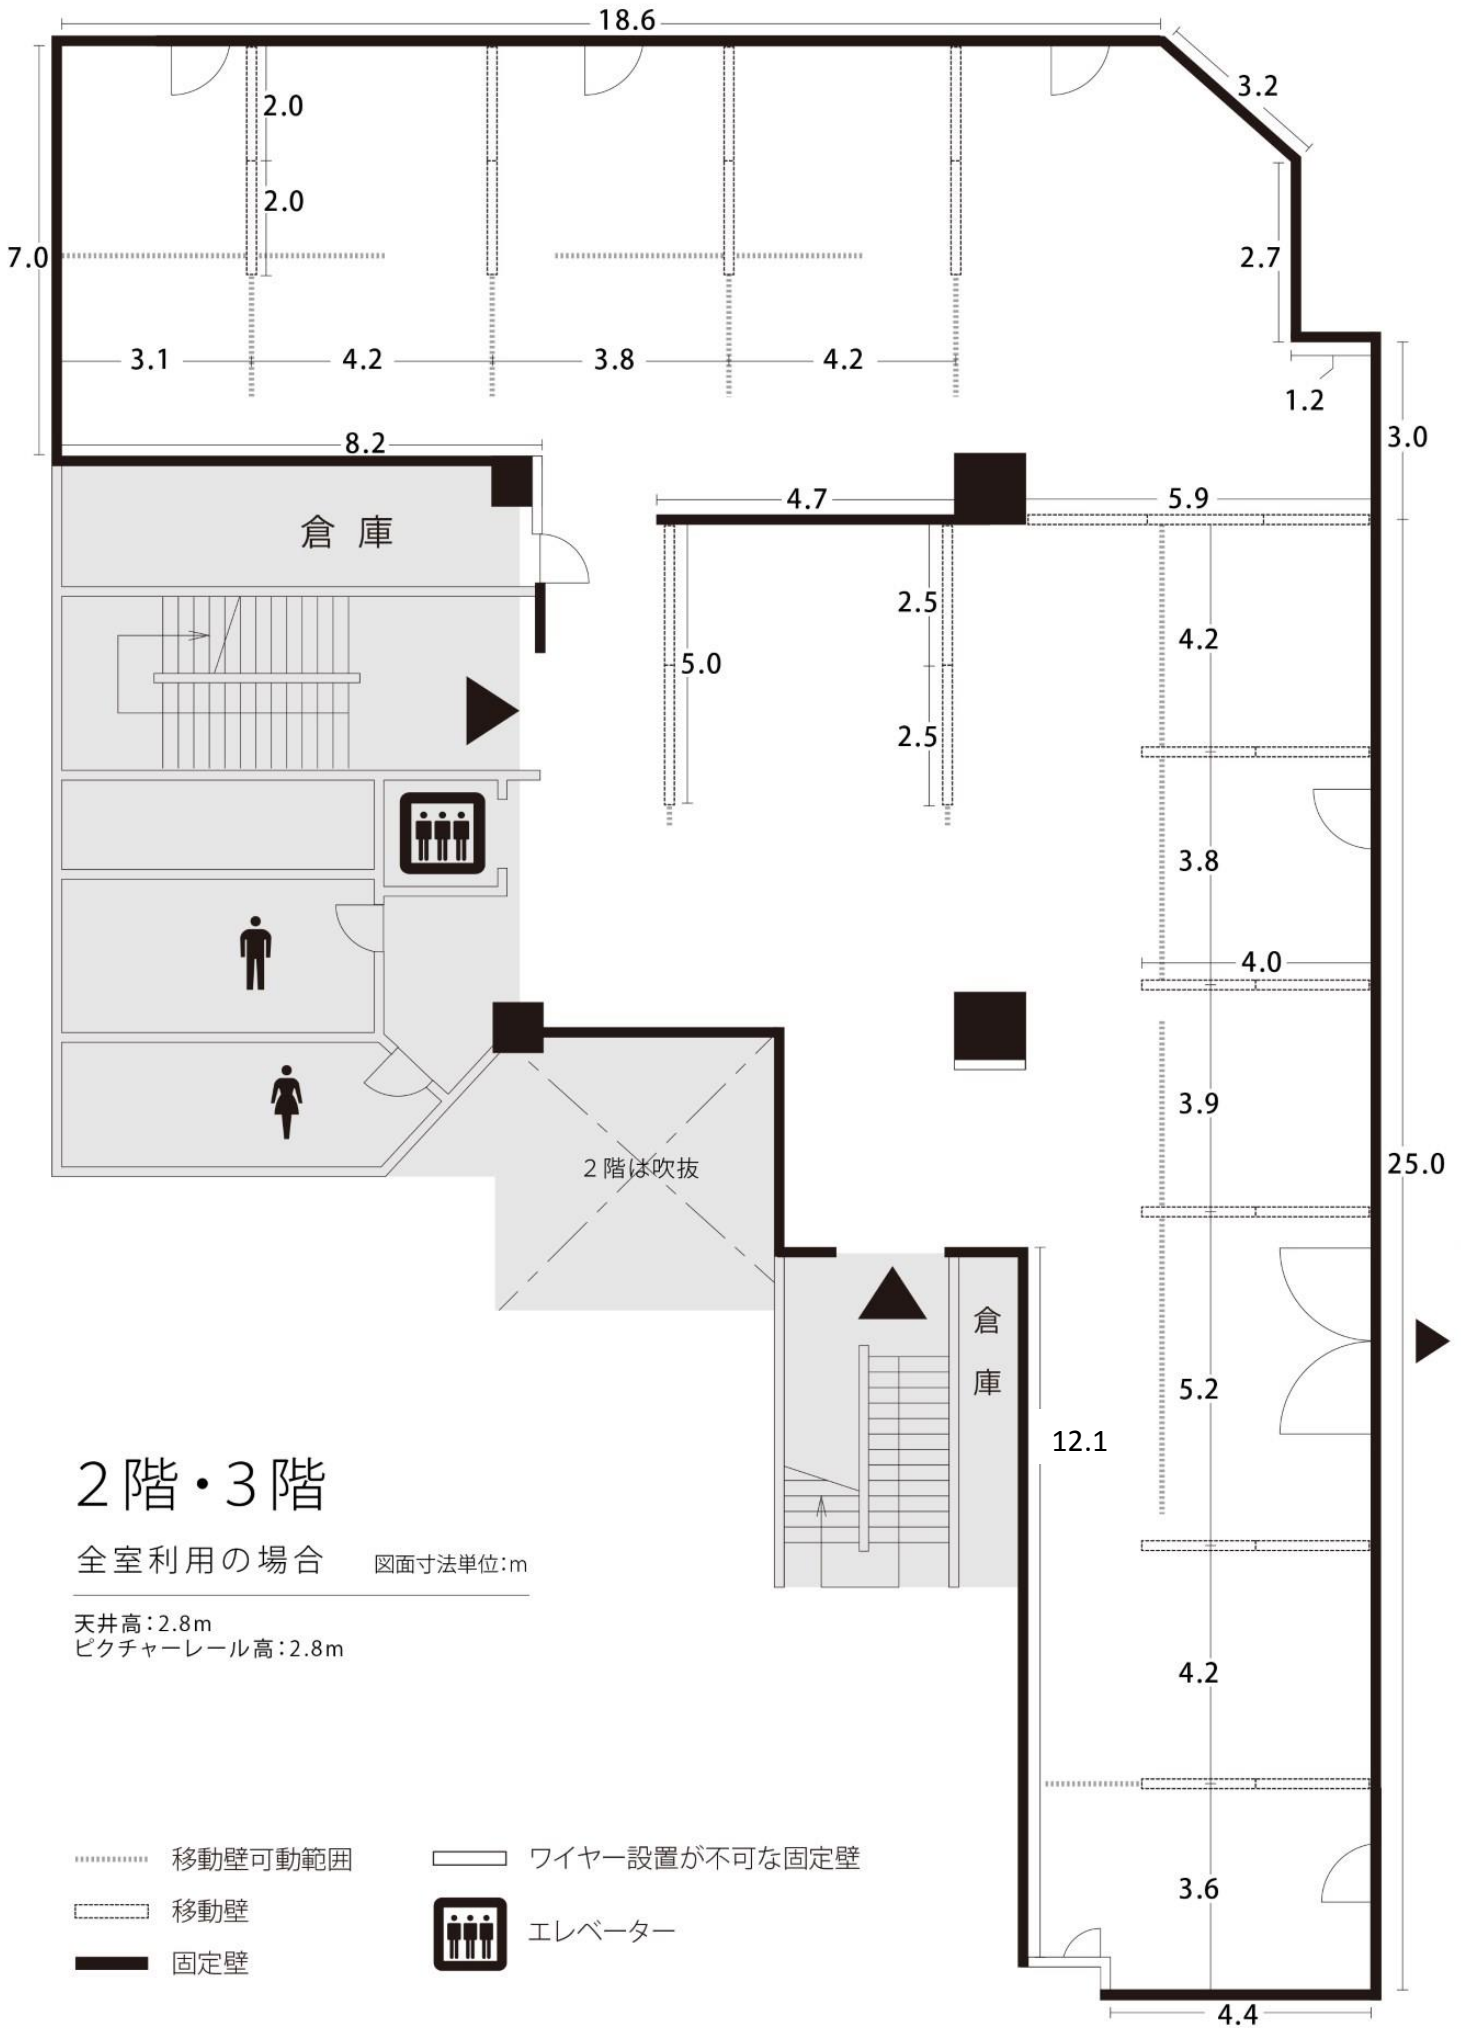 18.6
3.2
2.0
2.0
7.0
2.7
3.1
4.2
3.8
4.2
1.2
3.0
8.2
4.7
5.9
倉 庫
2.5
4.2
5.0
2.5
3.8
4.0
3.9
25.0
2階は吹抜
倉
庫
5.2
12.1
2階・3階
全室利用の場合 図面寸法単位：m
天井高：2.8m
ピクチャーレール高：2.8m
4.2
3.6
移動壁可動範囲
ワイヤー設置が不可な固定壁
移動壁
エレベーター
固定壁
4.4